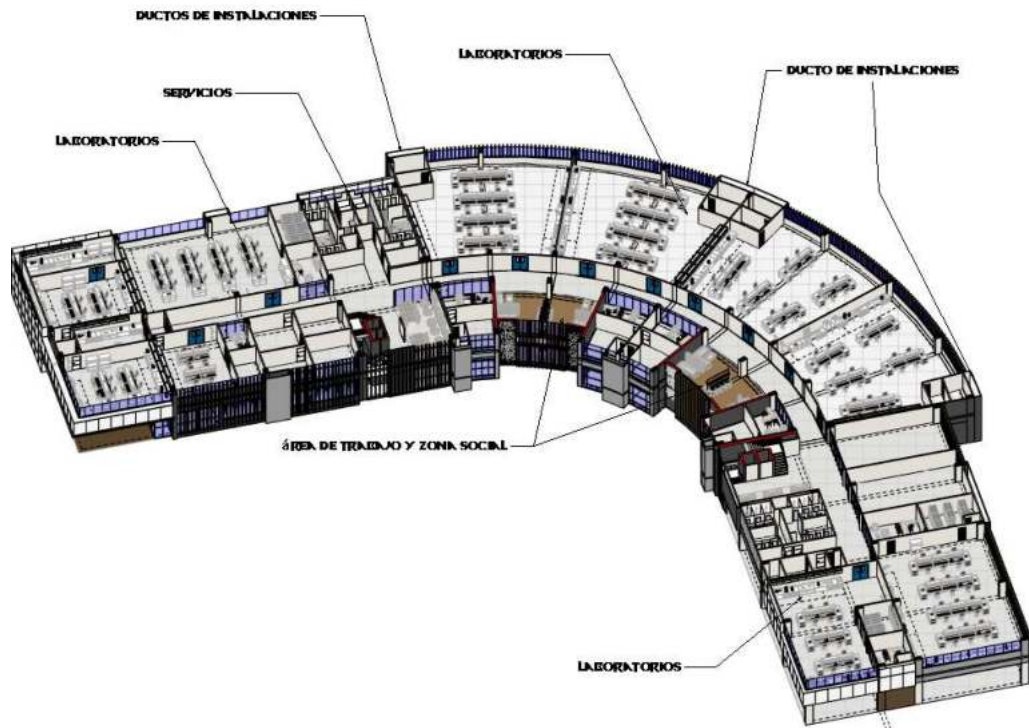 DUCTOS DE INSTALACIONES
LABORATORIOS
DUCTO DE INSTALACIONES
SERVICIOS
LABORATORIOS
ÁREA DE TRABAJO Y ZONA SOCIAL
LABORATORIOS